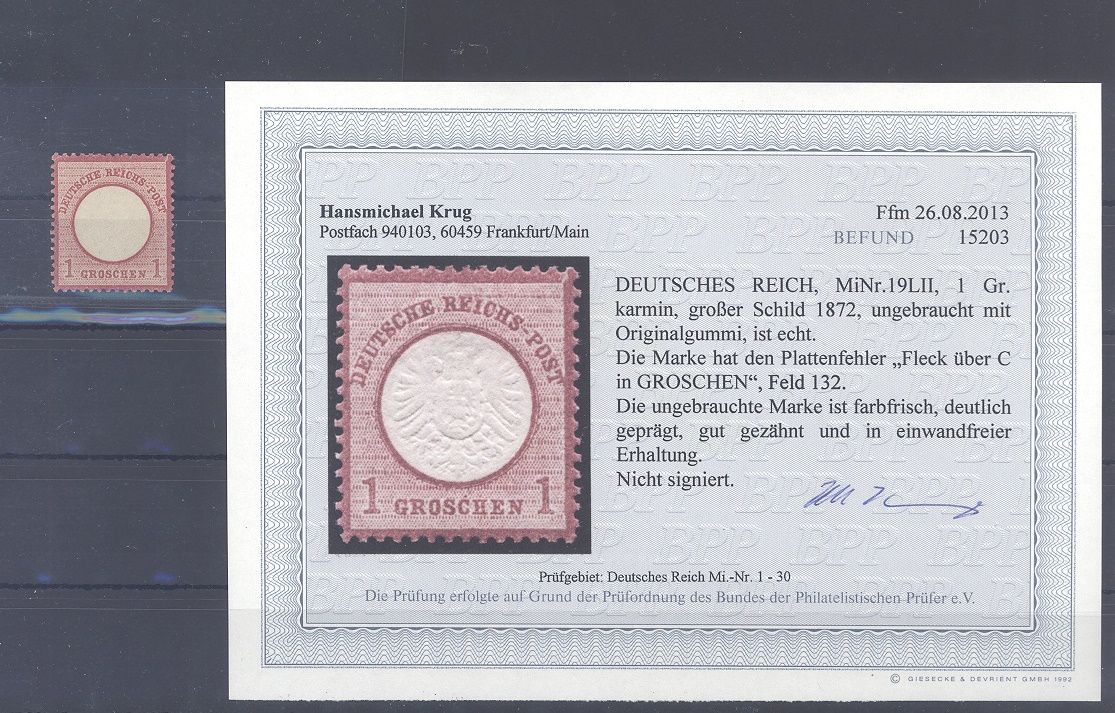 DEUTSCHE REICHS-POST
1 GROSCHEN 1
Hansmichael Krug
Postfach 940103, 60459 Frankfurt/Main
Ffm 26.08.2013
BEFUND 15203
DEUTSCHE REICHS-POST
1 GROSCHEN 1
DEUTSCHES REICH, MiNr.19LII, 1 Gr.
karmin, großer Schild 1872, ungebraucht mit
Originalgummi, ist echt.
Die Marke hat den Plattenfehler „Fleck über C
in GROSCHEN“, Feld 132.
Die ungebrauchte Marke ist farbfrisch, deutlich
geprägt, gut gezähnt und in einwandfreier
Erhaltung.
Nicht signiert.
Prüfgebiet: Deutsches Reich Mi.-Nr. 1 - 30
Die Prüfung erfolgte auf Grund der Prüfordnung des Bundes der Philatelistischen Prüfer e.V.
© GIESECKE & DEVRIENT GMBH 1992